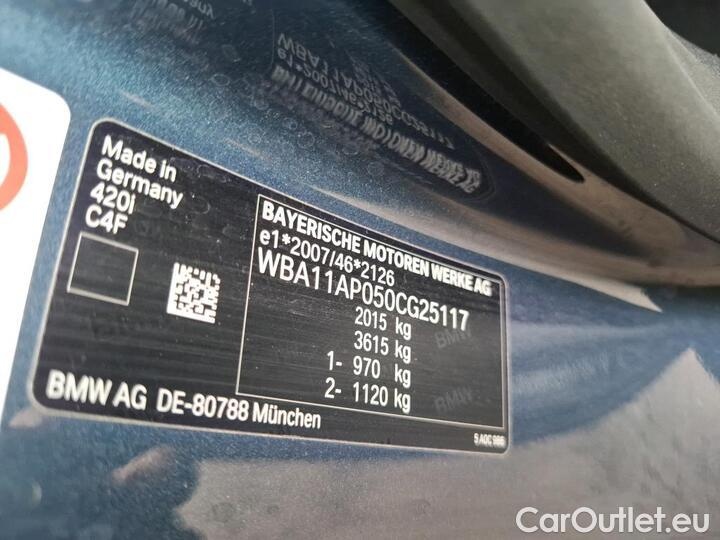 Made in
Germany
420i
C4F
BAYERISCHE MOTOREN WERKE AG
e1*2007/46*2126
WBA11AP050CG25117
2015 kg
3615 kg
1- 970 kg
2- 1120 kg
BMW AG DE-80788 München
5 A0C 986
CarOutlet.eu